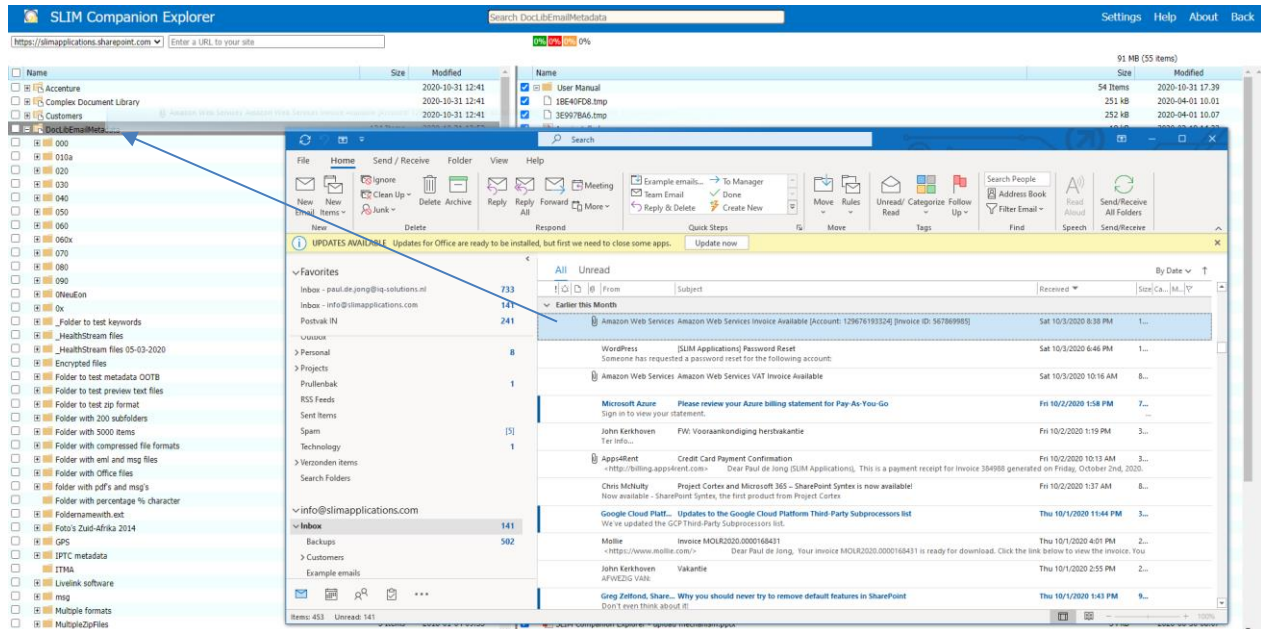 SLIM Companion Explorer
Search DocLibEmailMetadata
Settings Help About Back
https://slimapplications.sharepoint.com Enter a URL to your site
0% 0% 0% 0%
91 MB (55 items)
Name Size Modified
Name Size Modified
Accenture 2020-10-31 12:41
User Manual 54 Items 2020-10-31 17.39
Complex Document Library 2020-10-31 12:41
1BE40FD8.tmp 251 kB 2020-04-01 10.01
Customers 2020-10-31 12:41
3E997BA6.tmp 252 kB 2020-04-01 10.07
000
010a
020
030
040
050
060
060x
070
080
090
0NeuEon
0x
_Folder to test keywords
_HealthStream files
_HealthStream files 05-03-2020
Encrypted files
Folder to test metadata OOTB
Folder to test preview text files
Folder to test zip format
Folder with 200 subfolders
Folder with 5000 items
Folder with compressed file formats
Folder with eml and msg files
Folder with Office files
folder with pdf's and msg's
Folder with percentage % character
Foldernamewith.ext
Foto's Zuid-Afrika 2014
GPS
IPTC metadata
ITMA
Livelink software
msg
Multiple formats
MultipleZipFiles
Search
File Home Send / Receive Folder View Help
New Email
New Items
Ignore
Clean Up
Junk
Delete Archive
Reply Reply All Forward
Meeting
More
Example emails...
To Manager
Team Email
Done
Reply & Delete
Create New
Move Rules
Unread/ Read Categorize Follow Up
Search People
Address Book
Filter Email
Read Aloud
Send/Receive All Folders
New Delete Respond Quick Steps Move Tags Find Speech Send/Receive
UPDATES AVAILABLE Updates for Office are ready to be installed, but first we need to close some apps. Update now
Favorites
Inbox - paul.de.jong@iq-solutions.nl 733
Inbox - info@slimapplications.com 141
Postvak IN 241
Personal 8
Projects
Prullenbak 1
RSS Feeds
Sent Items
Spam [5]
Technology 1
Verzonden items
Search Folders
info@slimapplications.com
Inbox 141
Backups 502
Customers
Example emails
Items: 453 Unread: 141
All Unread By Date
From Subject Received Size Ca... M...
Earlier this Month
Amazon Web Services Amazon Web Services Invoice Available [Account: 129676193324] [Invoice ID: 567869985] Sat 10/3/2020 8:38 PM 1...
WordPress [SLIM Applications] Password Reset Sat 10/3/2020 6:46 PM 1...
Someone has requested a password reset for the following account:
Amazon Web Services Amazon Web Services VAT Invoice Available Sat 10/3/2020 10:16 AM 8...
Microsoft Azure Please review your Azure billing statement for Pay-As-You-Go Fri 10/2/2020 1:58 PM 7...
Sign in to view your statement.
John Kerkhoven FW: Vooraankondiging herstvakantie Fri 10/2/2020 1:19 PM 3...
Ter info...
Apps4Rent Credit Card Payment Confirmation Fri 10/2/2020 10:13 AM 3...
<http://billing.apps4rent.com> Dear Paul de Jong (SLIM Applications), This is a payment receipt for Invoice 384988 generated on Friday, October 2nd, 2020.
Chris McNulty Project Cortex and Microsoft 365 – SharePoint Syntex is now available! Fri 10/2/2020 1:37 AM 8...
Now available - SharePoint Syntex, the first product from Project Cortex
Google Cloud Platf... Updates to the Google Cloud Platform Third-Party Subprocessors list Thu 10/1/2020 11:44 PM 3...
We've updated the GCP Third-Party Subprocessors list.
Mollie Invoice MOLR2020.0000168431 Thu 10/1/2020 4:01 PM 2...
<https://www.mollie.com/> Dear Paul de Jong, Your invoice MOLR2020.0000168431 is ready for download. Click the link below to view the invoice. You
John Kerkhoven Vakantie Thu 10/1/2020 2:55 PM 2...
AFWEZIG VAN:
Greg Zelfond, Share... Why you should never try to remove default features in SharePoint Thu 10/1/2020 1:43 PM 9...
Don't even think about it!
100%